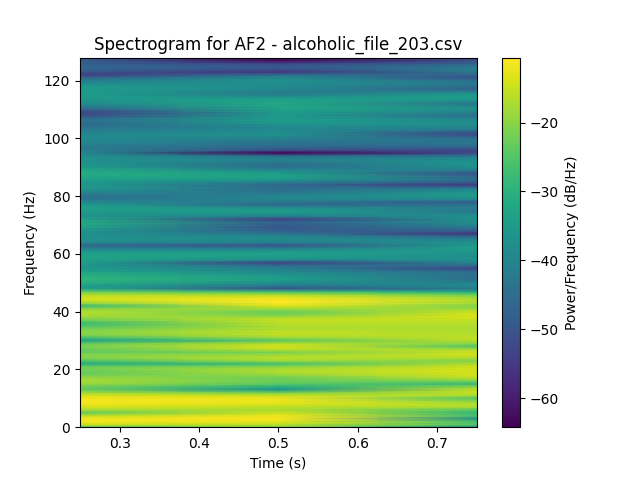 Spectrogram for AF2 - alcoholic_file_203.csv
120
100
80
60
40
20
0
Frequency (Hz)
0.3 0.4 0.5 0.6 0.7
Time (s)
−20
−30
−40
−50
−60
Power/Frequency (dB/Hz)